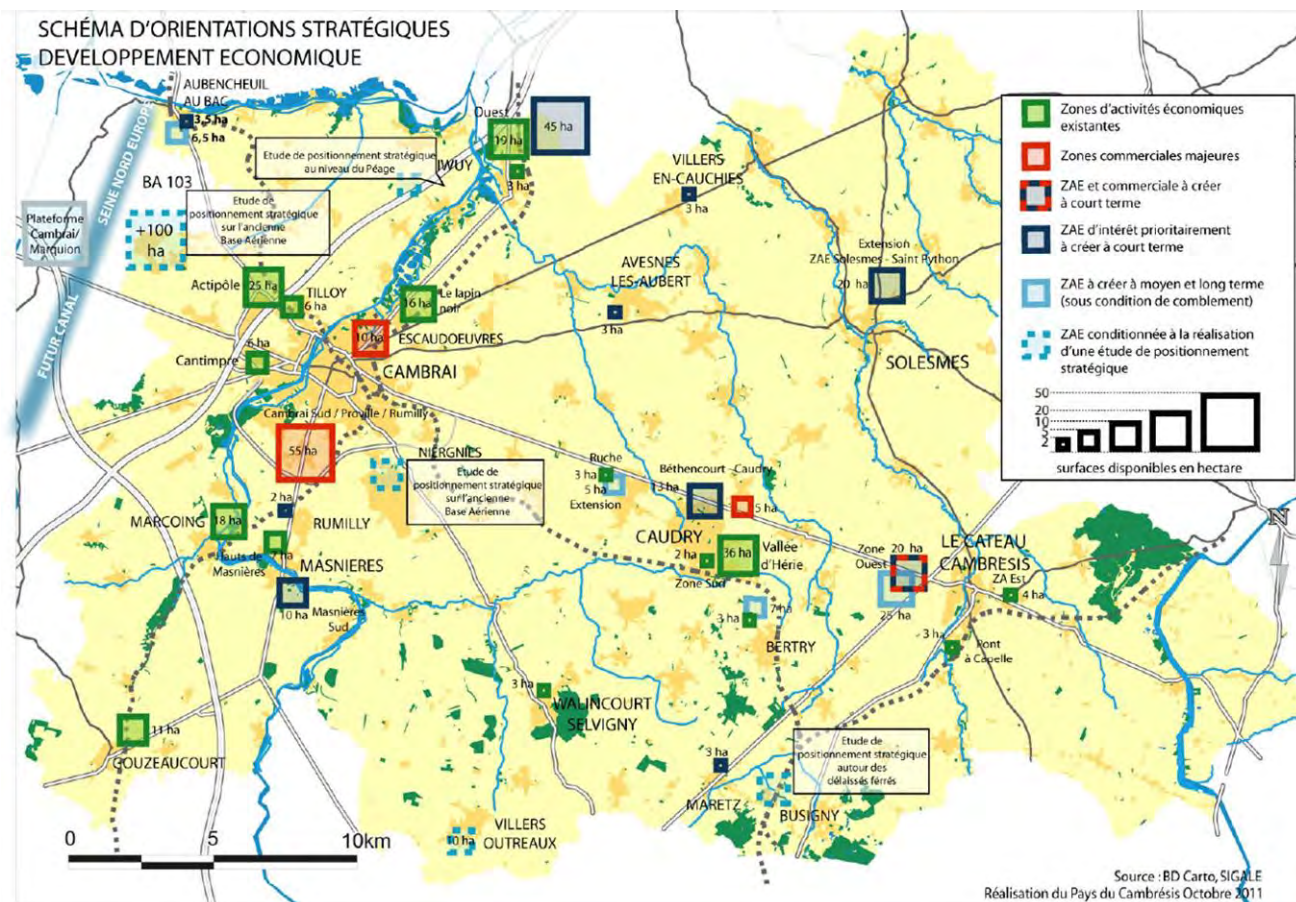 SCHÉMA D'ORIENTATIONS STRATÉGIQUES
DEVELOPPEMENT ECONOMIQUE
AUBENCHEUIL
AU BAC
3,5 ha
6,5 ha
SEINE NORD EUROPE
FUTUR CANAL
Plateforme
Cambrai/
Marquion
BA 103
+100
ha
Etude de positionnement stratégique
au niveau du Péage
Etude de
positionnement stratégique
sur l'ancienne
Base Aérienne
Ouest
19 ha
45 ha
IWUY
3 ha
VILLERS
EN-CAUCHIES
3 ha
AVESNES
LES-AUBERT
3 ha
Extension
ZAE Solesmes - Saint Python
20 ha
SOLESMES
Actipôle
25 ha
TILLOY
6 ha
16 ha
Le lapin
noir
10 ha
ESCAUDOEUVRES
6 ha
Cantimpre
CAMBRAI
Cambrai Sud / Proville / Rumilly
55 ha
NIERGNIES
Etude de
positionnement stratégique
sur l'ancienne
Base Aérienne
Ruche
3 ha
5 ha
Extension
Béthencourt - Caudry
13 ha
5 ha
CAUDRY
2 ha
36 ha
Vallée
d'Hérie
Zone Sud
2 ha
MARCOING
18 ha
RUMILLY
Hauts de
Masnières
7 ha
MASNIERES
10 ha
Masnières
Sud
7 ha
3 ha
BERTRY
Zone
Ouest
20 ha
25 ha
LE CATEAU
CAMBRESIS
ZA Est
4 ha
3 ha
Pont
à Capelle
3 ha
WALINCOURT
SELVIGNY
11 ha
GOUZEAUCOURT
3 ha
MARETZ
Etude de
positionnement stratégique
autour des
délaissés férrés
BUSIGNY
10 ha
VILLERS
OUTREAUX
0 5 10km
Zones d'activités économiques
existantes
Zones commerciales majeures
ZAE et commerciale à créer
à court terme
ZAE d'intérêt prioritairement
à créer à court terme
ZAE à créer à moyen et long terme
(sous condition de comblement)
ZAE conditionnée à la réalisation
d'une étude de positionnement
stratégique
50
20
10
5
2
surfaces disponibles en hectare
N
Source : BD Carto, SIGALE
Réalisation du Pays du Cambrésis Octobre 2011